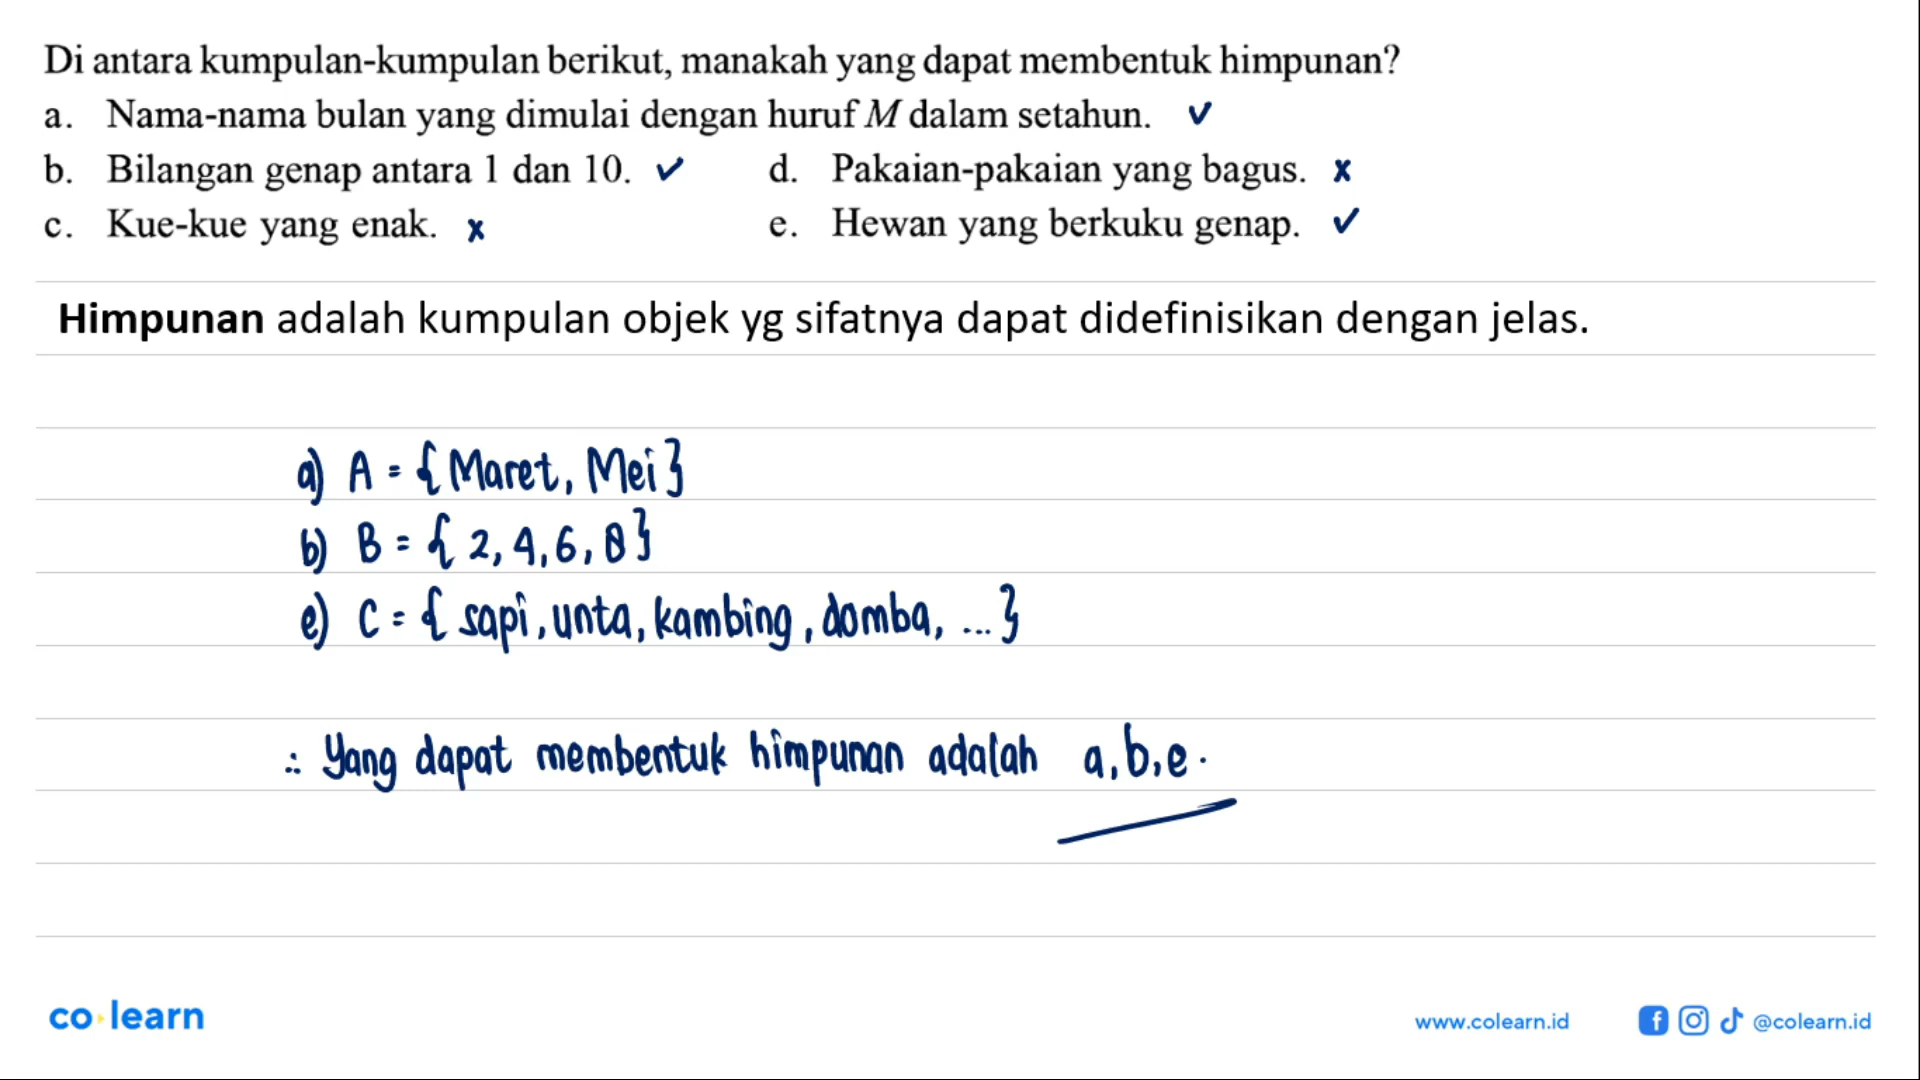 Di antara kumpulan-kumpulan berikut, manakah yang dapat membentuk himpunan?
a. Nama-nama bulan yang dimulai dengan huruf M dalam setahun. ✓
b. Bilangan genap antara 1 dan 10. ✓ d. Pakaian-pakaian yang bagus. x
c. Kue-kue yang enak. x e. Hewan yang berkuku genap. ✓
Himpunan adalah kumpulan objek yg sifatnya dapat didefinisikan dengan jelas.
a) A = { Maret, Mei }
b) B = { 2, 4, 6, 8 }
e) C = { sapi, unta, kambing, domba, ... }
∴ Yang dapat membentuk himpunan adalah a, b, e.
co learn
www.colearn.id @colearn.id